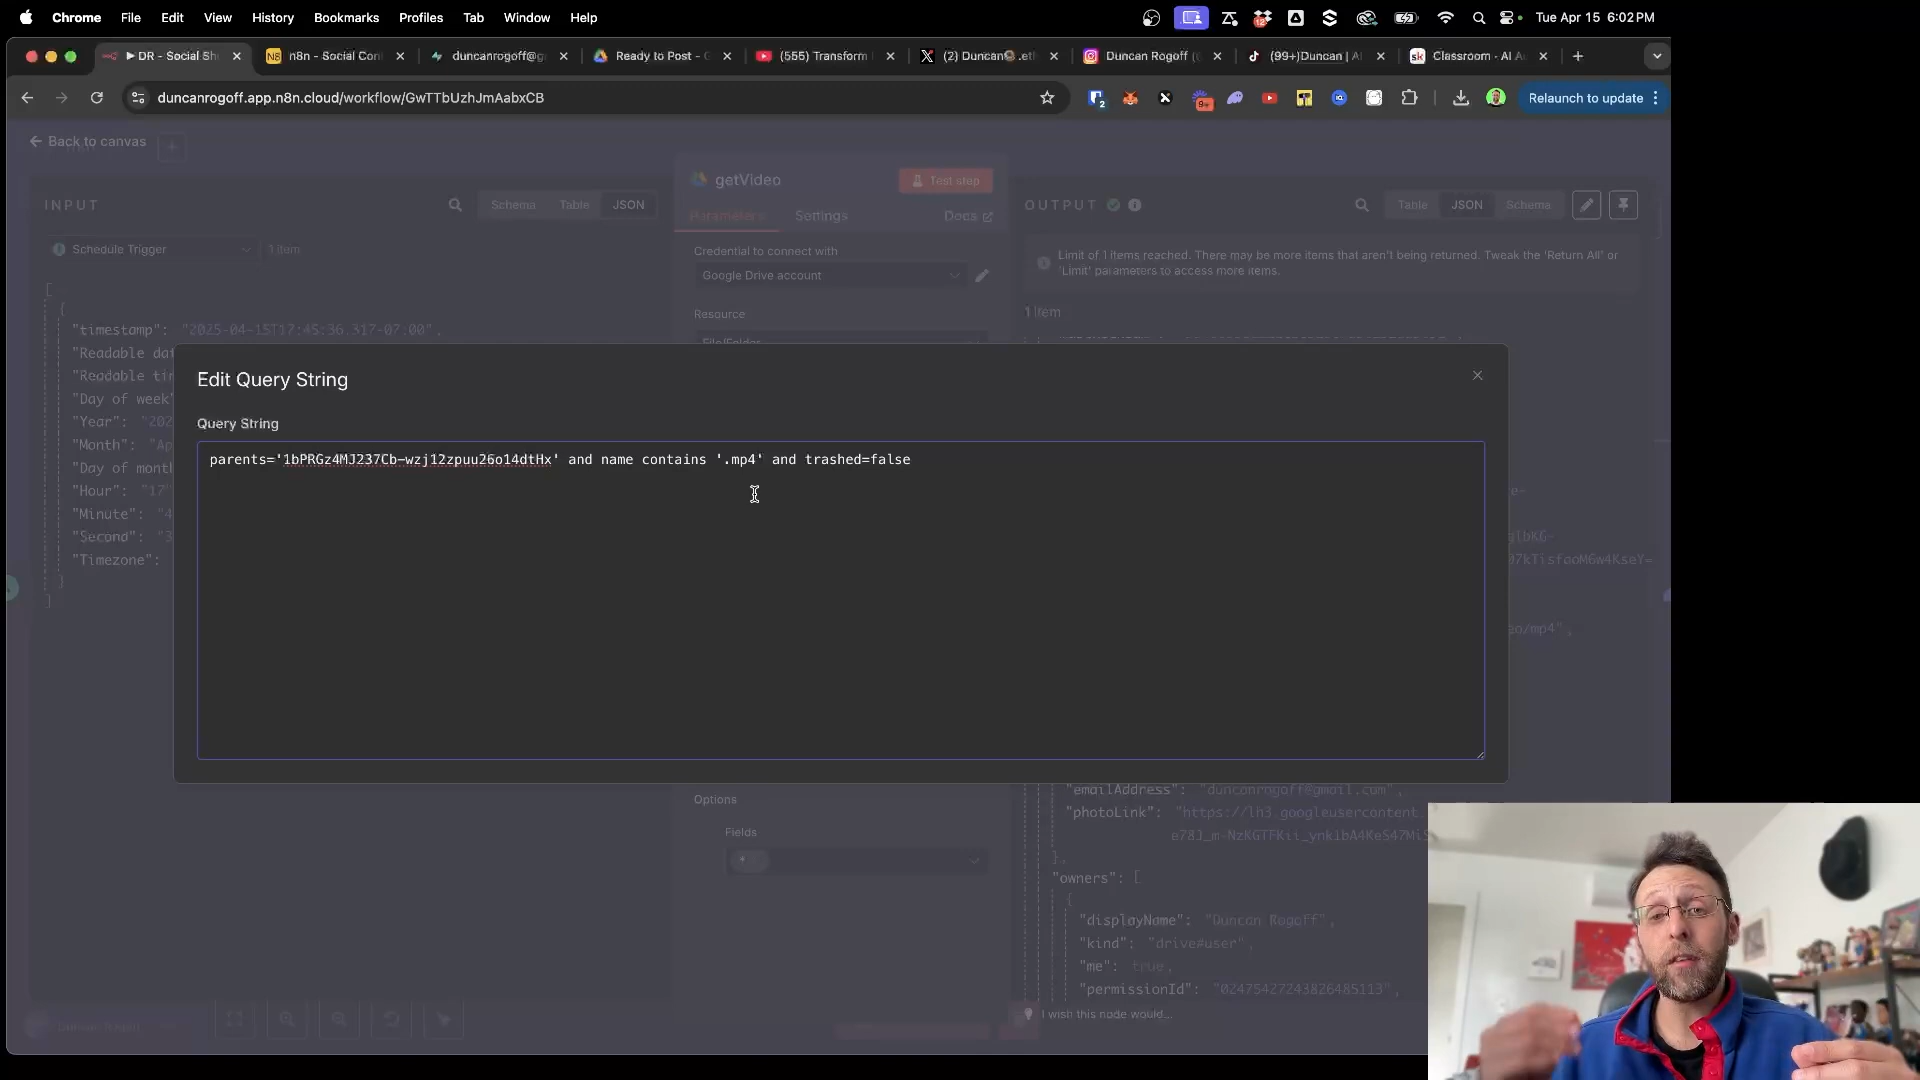 Chrome File Edit View History Bookmarks Profiles Tab Window Help Tue Apr 15 6:02 PM
DR - Social Sh n8n - Social Con duncanrogoff@g Ready to Post - G (555) Transform (2) Duncan .et Duncan Rogoff (99+)Duncan | A Classroom - AI A
duncanrogoff.app.n8n.cloud/workflow/GwTTbUzhJmAabxCB Relaunch to update
Back to canvas
getVideo Test step
INPUT Schema Table JSON
Parameters Settings Docs
OUTPUT Table JSON Schema
Schedule Trigger 1 item
Credential to connect with
Google Drive account
Limit of 1 items reached. There may be more items that aren't being returned. Tweak the 'Return All' or
'Limit' parameters to access more items.
1 item
Resource
File/Folder
[
{
"timestamp": "2025-04-15T17:45:36.317-07:00",
"Readable dat
"Readable tim
"Day of week"
"Year": "202
"Month": "Ap
"Day of month
"Hour": "17"
"Minute": "4
"Second": "3
"Timezone":
}
]
Edit Query String
Query String
parents='1bPRGz4MJ237Cb-wzj12zpuu26o14dtHx' and name contains '.mp4' and trashed=false
eo/mp4",
Options
Fields
*
"emailAddress": "duncanrogoff@gmail.com",
"photoLink": "https://lh3.googleusercontent.
},
"owners": [
{
"displayName": "Duncan Rogoff",
"kind": "drive#user",
"me": true,
"permissionId": "02475427243826485113",
I wish this node would...